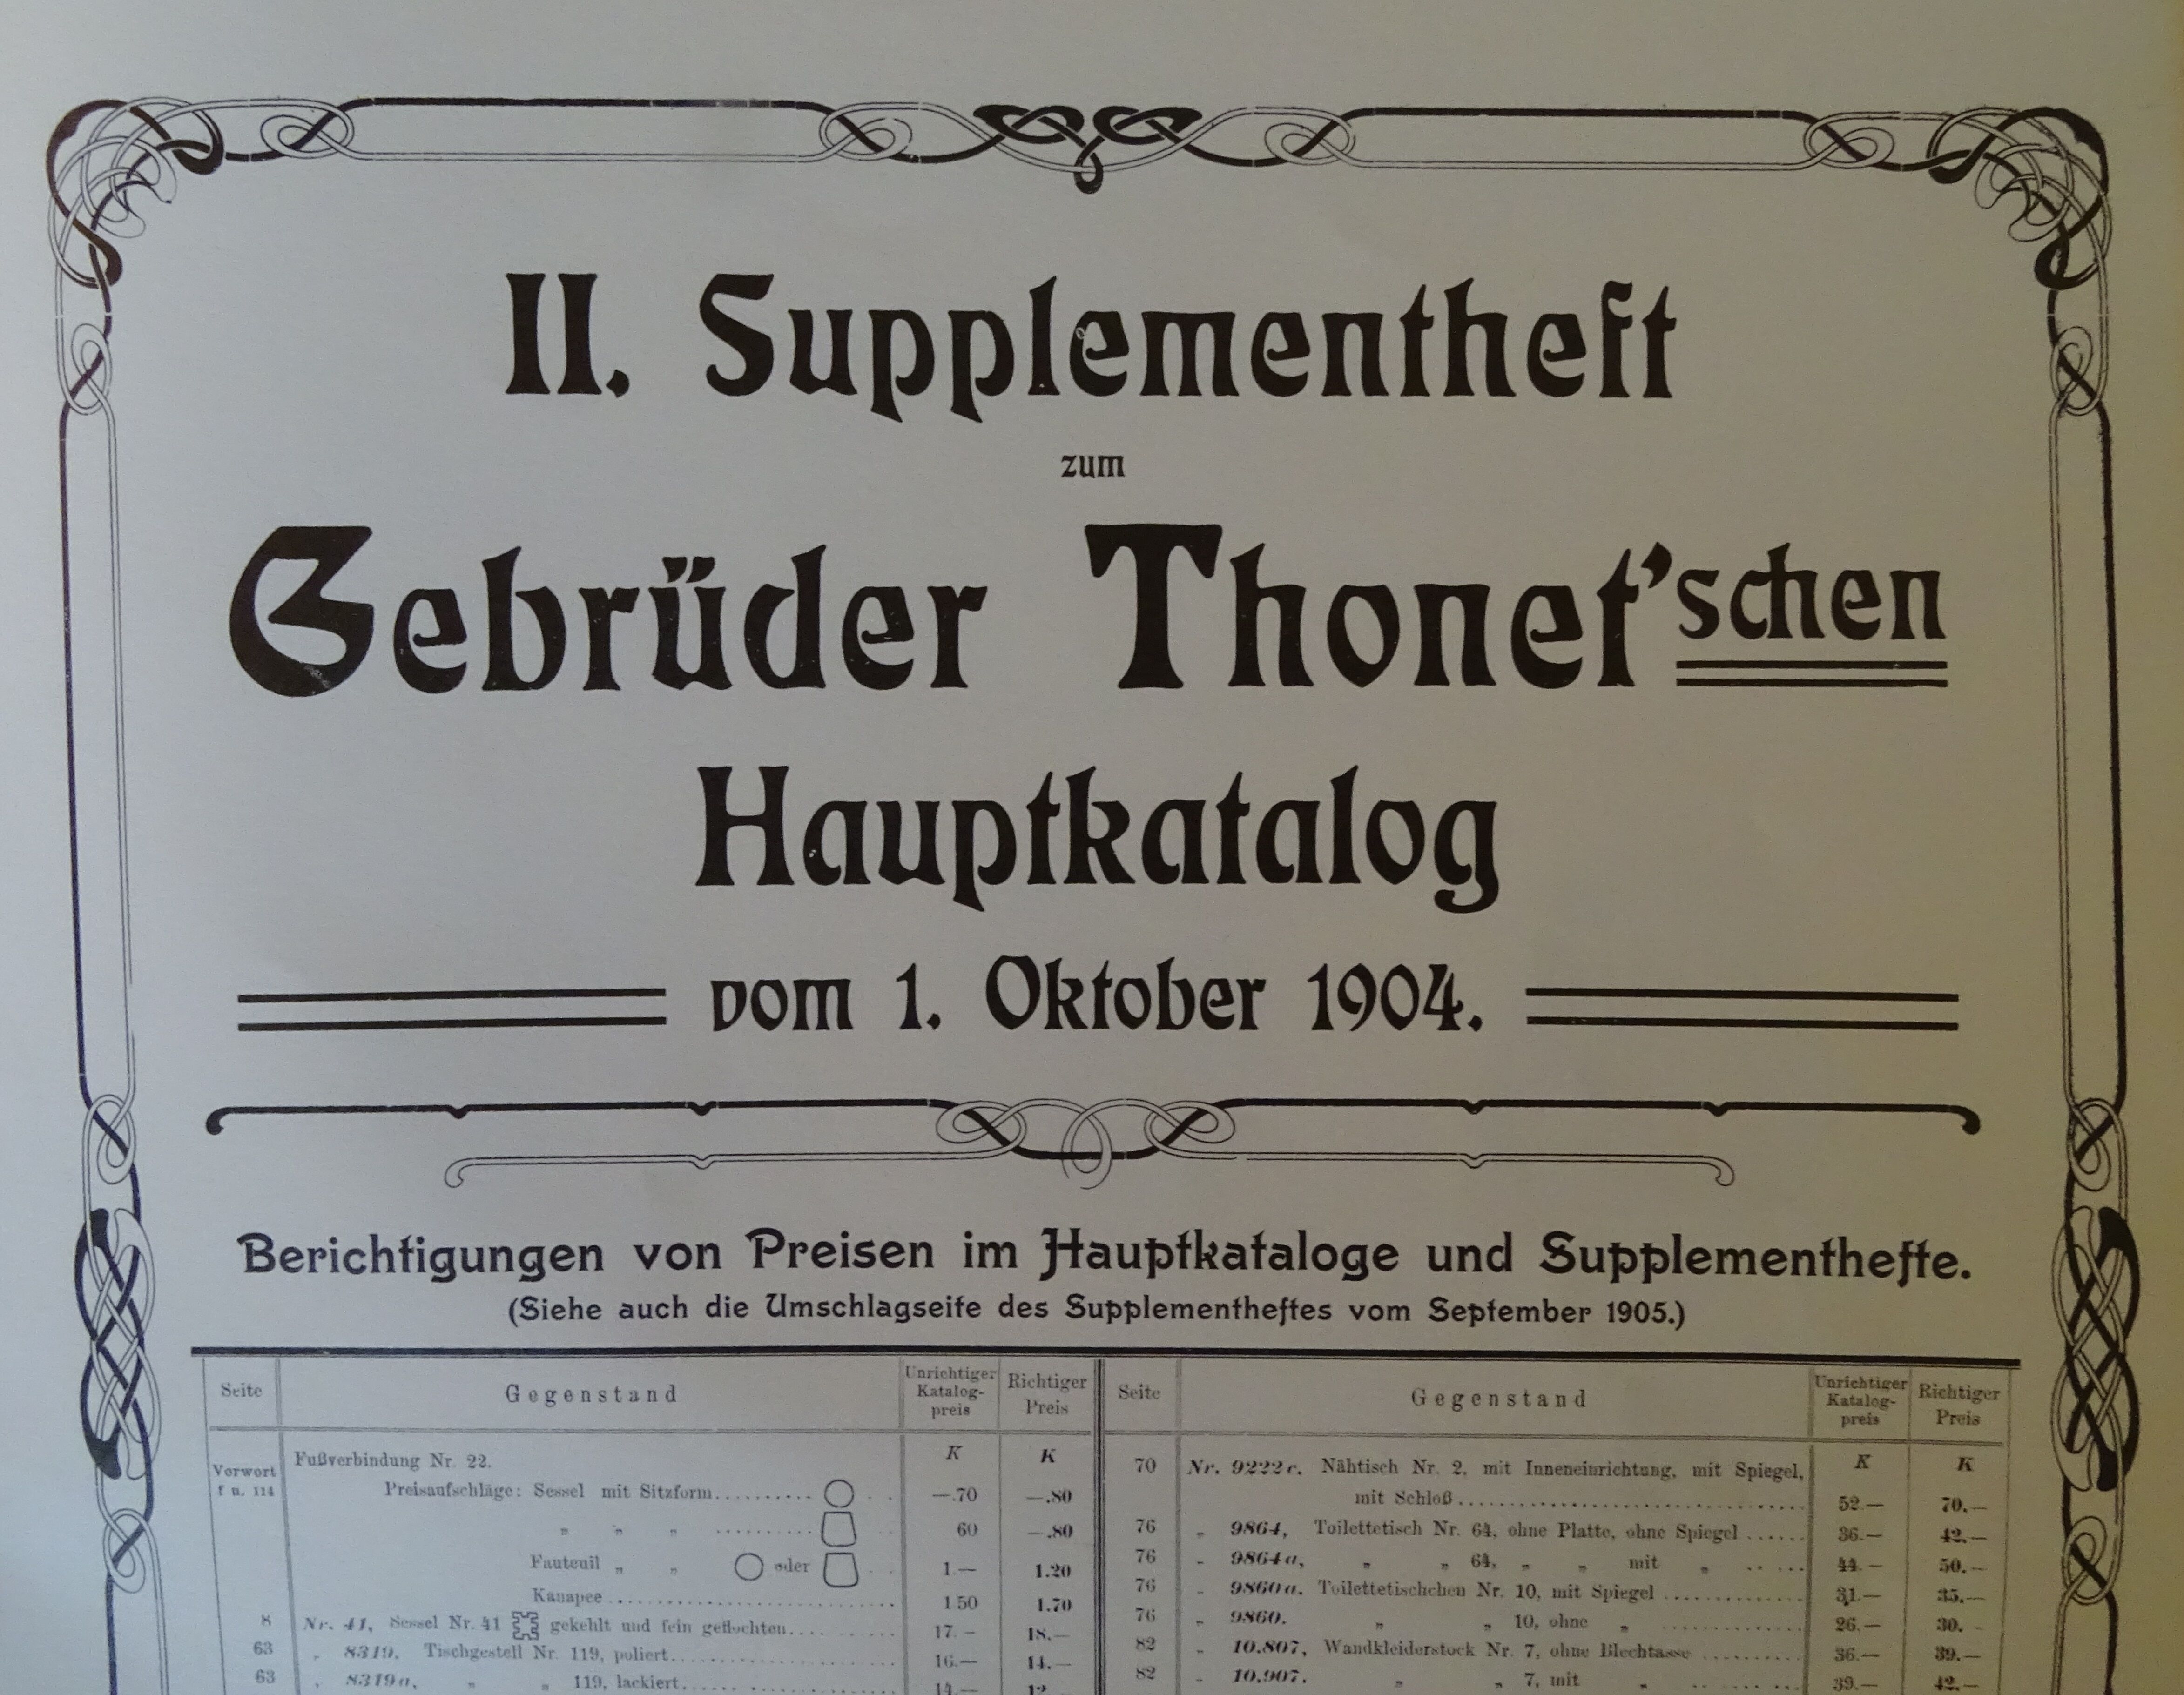 II. Supplementheft
zum
Gebrüder Thonet'schen
Hauptkatalog
vom 1. Oktober 1904.
Berichtigungen von Preisen im Hauptkataloge und Supplementhefte.
(Siehe auch die Umschlagseite des Supplementheftes vom September 1905.)
Seite Gegenstand Unrichtiger Katalog-preis Richtiger Preis
K K
Vorwort f u. 114 Fußverbindung Nr. 22.
Preisaufschläge: Sessel mit Sitzform.......... —.70 —.80
„ „ „ .......... 60 —.80
Fauteuil „ „ oder 1.— 1.20
Kanapee.......... 1 50 1.70
8 Nr. 41, Sessel Nr. 41 gekehlt und fein geflochten.......... 17.- 18.—
63 „ 8319. Tischgestell Nr. 119, poliert.......... 16.— 14.—
63 „ 8319a, „ „ 119, lackiert.......... 14.— 12
Seite Gegenstand Unrichtiger Katalog-preis Richtiger Preis
K K
70 Nr. 9222c. Nähtisch Nr. 2, mit Inneneinrichtung, mit Spiegel,
mit Schloß.......... 52.— 70.—
76 „ 9864, Toilettetisch Nr. 64, ohne Platte, ohne Spiegel ...... 36.— 42.—
76 „ 9864a, „ „ 64, „ „ mit „ ...... 44.— 50.—
76 „ 9860a. Toilettetischchen Nr. 10, mit Spiegel .......... 31.— 35.—
76 „ 9860. „ „ 10, ohne „ .......... 26.— 30.-
82 „ 10.807, Wandkleiderstock Nr. 7, ohne Blechtasse .......... 36.— 39.—
82 „ 10.907. „ „ 7, mit „ .......... 39.— 42.—